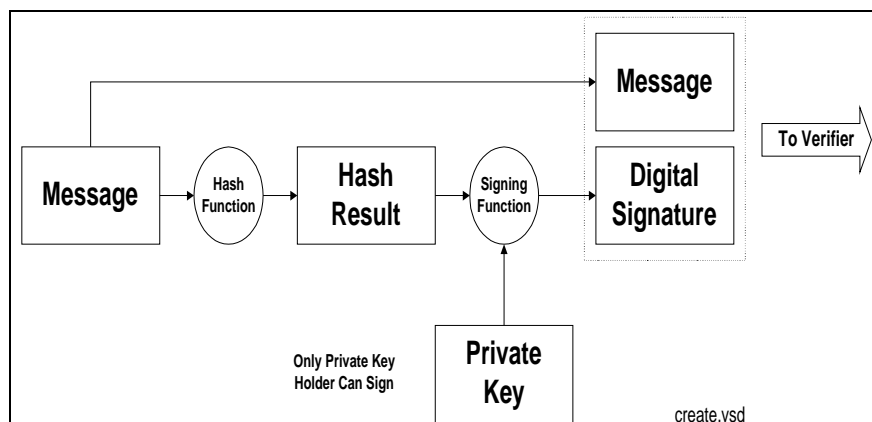 Message
To Verifier
Message
Hash
Function
Hash
Result
Signing
Function
Digital
Signature
Only Private Key
Holder Can Sign
Private
Key
create.vsd